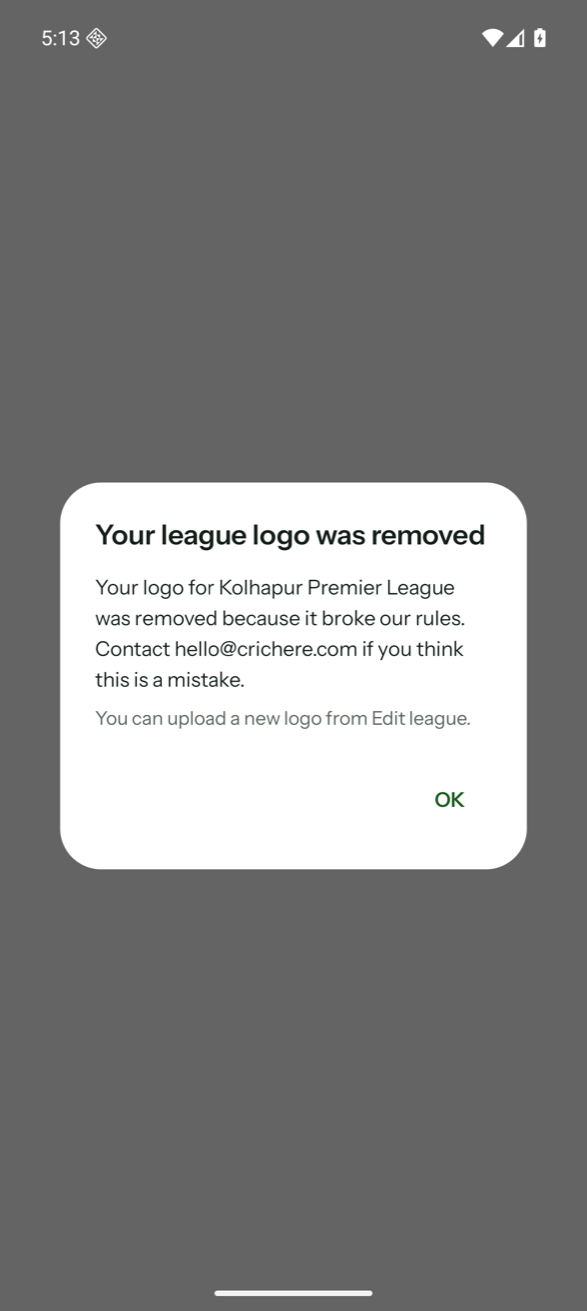 5:13
Your league logo was removed
Your logo for Kolhapur Premier League
was removed because it broke our rules.
Contact hello@crichere.com if you think
this is a mistake.
You can upload a new logo from Edit league.
OK